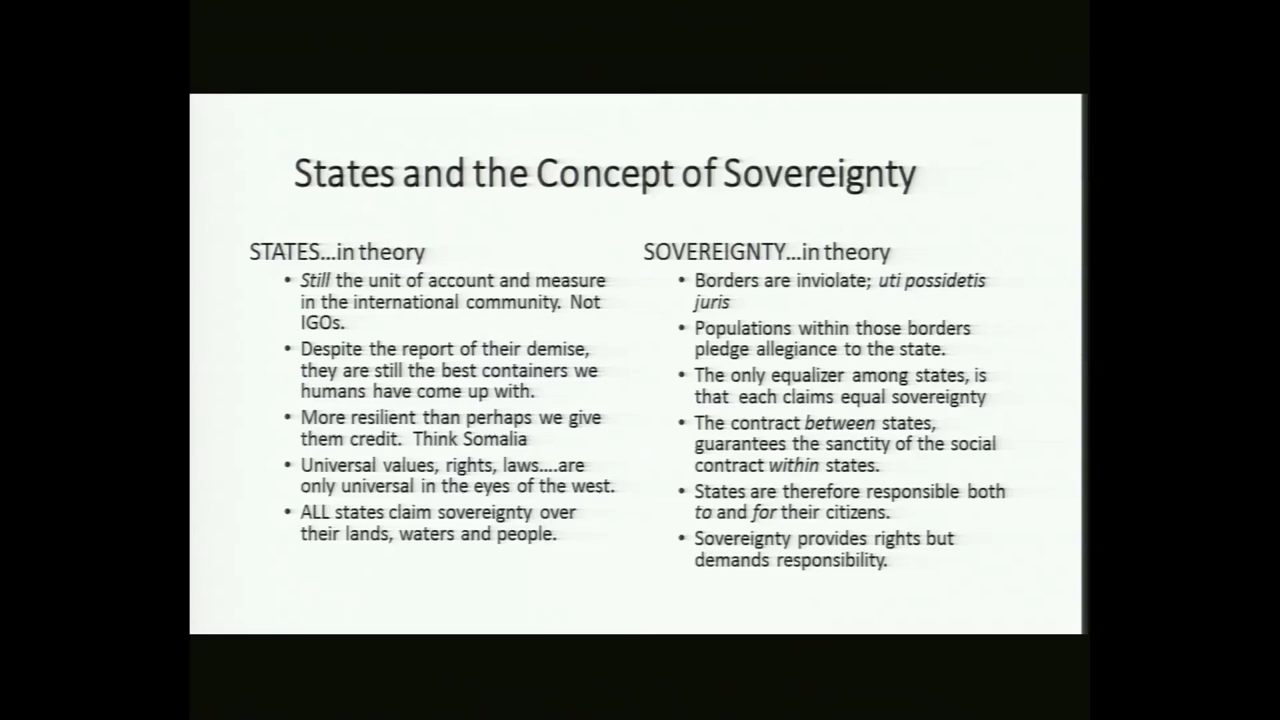 States and the Concept of Sovereignty
STATES...in theory
• Still the unit of account and measure
in the international community. Not
IGOs.
• Despite the report of their demise,
they are still the best containers we
humans have come up with.
• More resilient than perhaps we give
them credit. Think Somalia
• Universal values, rights, laws....are
only universal in the eyes of the west.
• ALL states claim sovereignty over
their lands, waters and people.
SOVEREIGNTY...in theory
• Borders are inviolate; uti possidetis
juris
• Populations within those borders
pledge allegiance to the state.
• The only equalizer among states, is
that each claims equal sovereignty
• The contract between states,
guarantees the sanctity of the social
contract within states.
• States are therefore responsible both
to and for their citizens.
• Sovereignty provides rights but
demands responsibility.